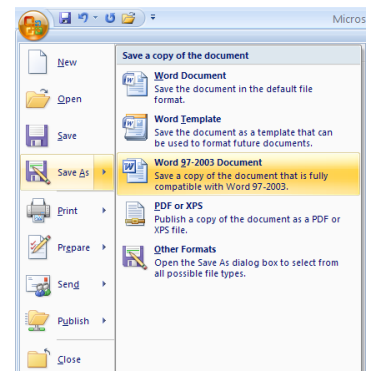 Micros
New
Open
Save
Save As
Print
Prepare
Send
Publish
Close
Save a copy of the document
Word Document
Save the document in the default file
format.
Word Template
Save the document as a template that can
be used to format future documents.
Word 97-2003 Document
Save a copy of the document that is fully
compatible with Word 97-2003.
PDF or XPS
Publish a copy of the document as a PDF or
XPS file.
Other Formats
Open the Save As dialog box to select from
all possible file types.